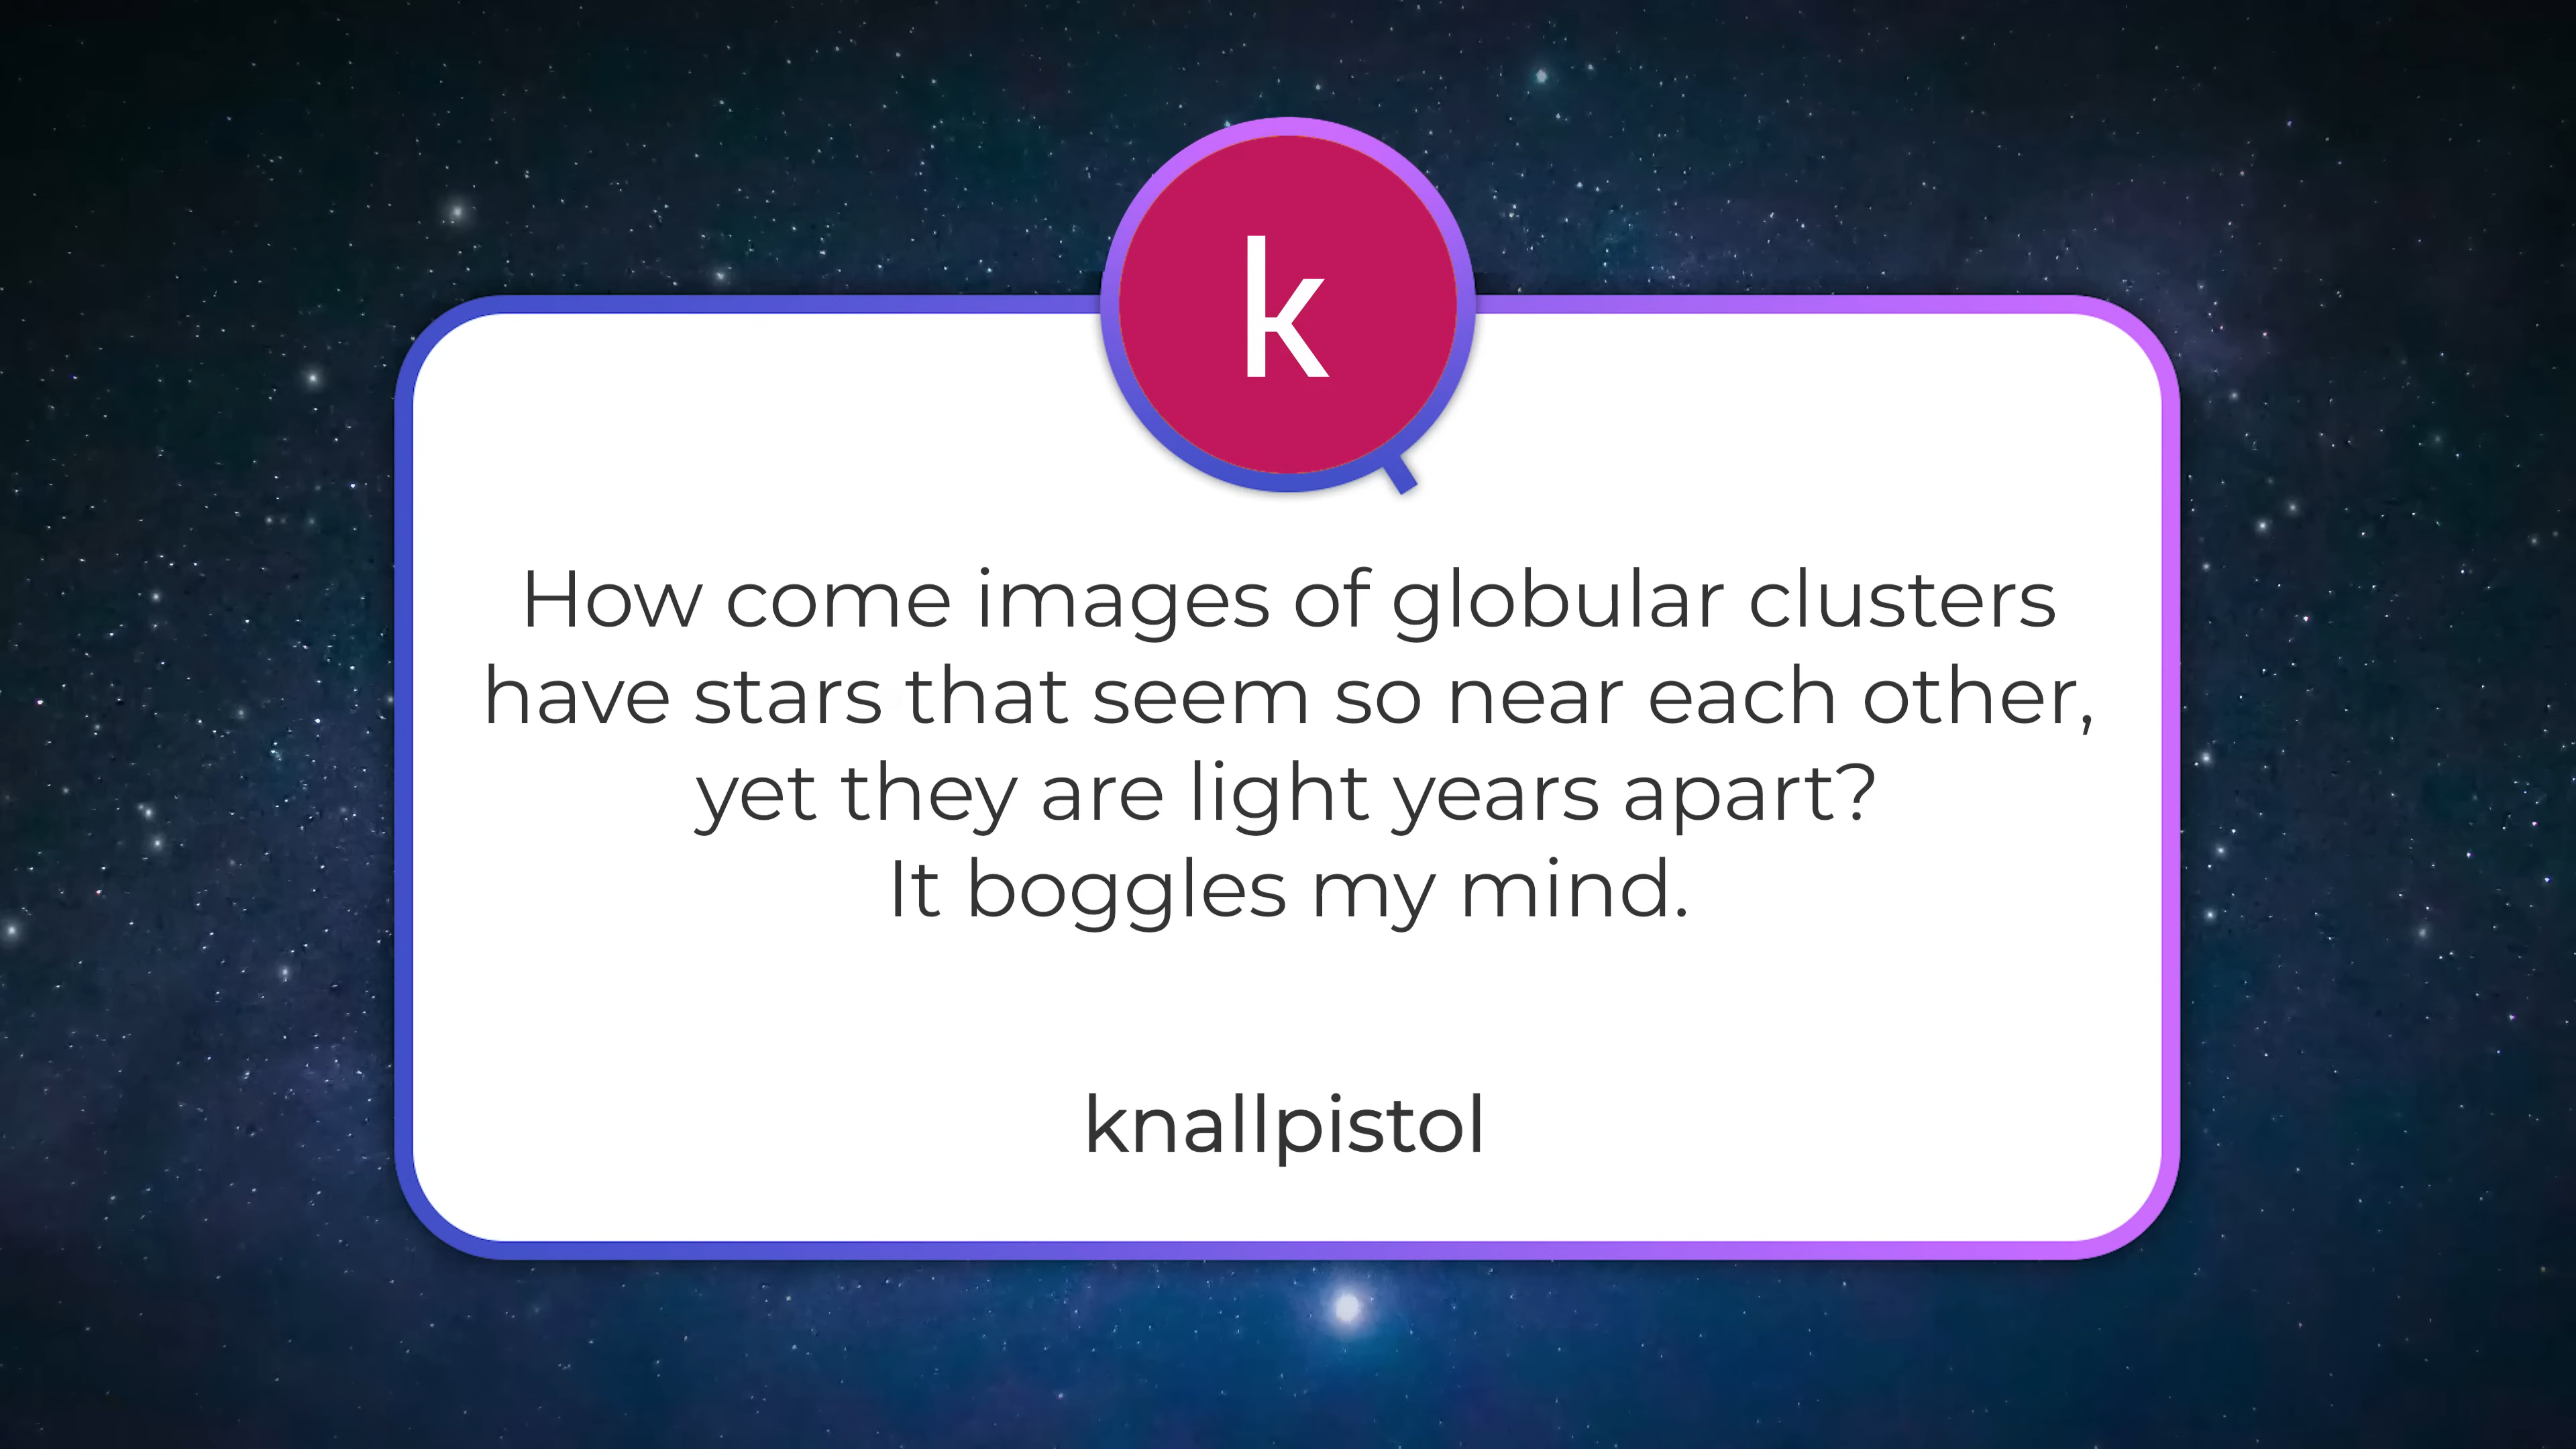 k
How come images of globular clusters
have stars that seem so near each other,
yet they are light years apart?
It boggles my mind.
knallpistol